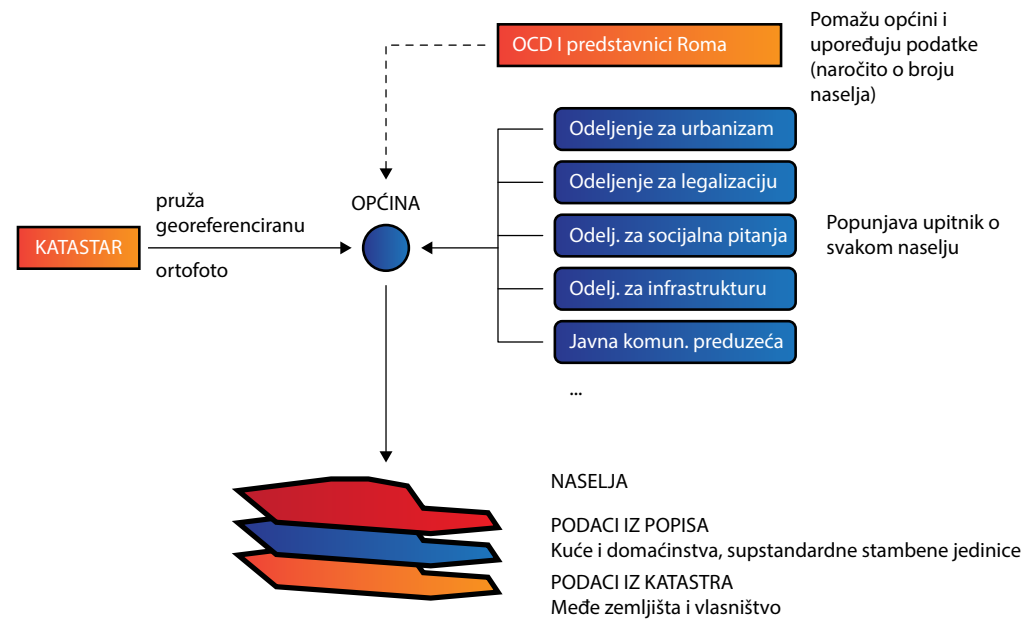 OCD I predstavnici Roma
Pomažu općini i
upoređuju podatke
(naročito o broju
naselja)
Odeljenje za urbanizam
Odeljenje za legalizaciju
pruža
georeferenciranu
ortofoto
OPĆINA
KATASTAR
Odelj. za socijalna pitanja
Popunjava upitnik o
svakom naselju
Odelj. za infrastrukturu
Javna komun. preduzeća
...
NASELJA
PODACI IZ POPISA
Kuće i domaćinstva, supstandardne stambene jedinice
PODACI IZ KATASTRA
Međe zemljišta i vlasništvo